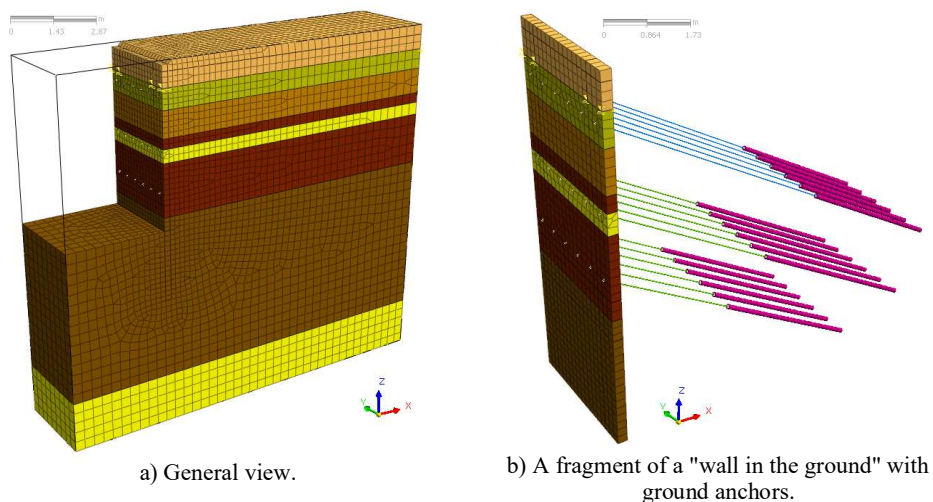 m
0 1.43 2.87
m
0 0.864 1.73
Z
Y
X
Z
Y
X
a) General view.
b) A fragment of a "wall in the ground" with
ground anchors.